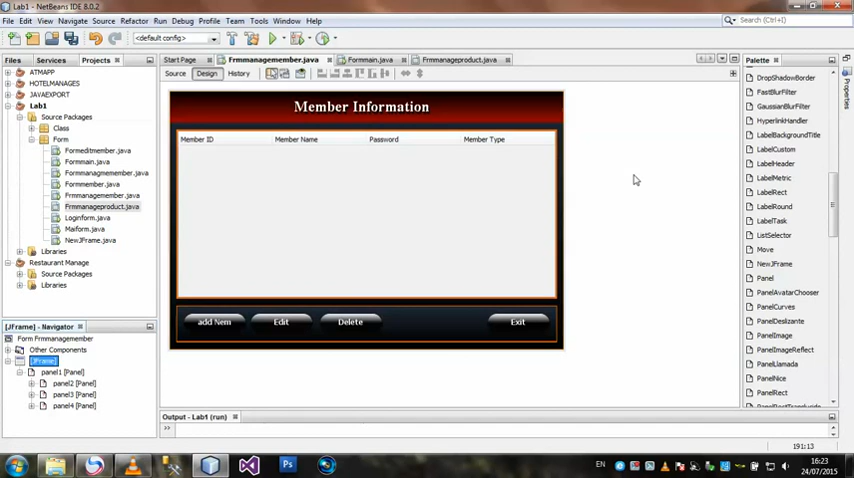 Lab1 - NetBeans IDE 8.0.2
File Edit View Navigate Source Refactor Run Debug Profile Team Tools Window Help
Search (Ctrl+I)
<default config>
Files Services Projects
Start Page Frmmanagemember.java Formmain.java Frmmanageproduct.java
Palette
Source Design History
ATMAPP
HOTELMANAGES
JAVAEXPORT
Lab1
Source Packages
Class
Form
Formeditmember.java
Formmain.java
Formmanagmember.java
Formmember.java
Frmmanagemember.java
Frmmanageproduct.java
Loginform.java
Maiform.java
NewJFrame.java
Libraries
Restaurant Manage
Source Packages
Libraries
Member Information
Member ID Member Name Password Member Type
add Nem Edit Delete Exit
DropShadowBorder
FastBlurFilter
GaussianBlurFilter
HyperlinkHandler
LabelBackgroundTitle
LabelCustom
LabelHeader
LabelMetric
LabelRect
LabelRound
LabelTask
ListSelector
Move
NewJFrame
Panel
PanelAvatarChooser
PanelCurves
PanelDeslizante
PanelImage
PanelImageReflect
PanelLlamada
PanelNice
PanelRect
Properties
[JFrame] - Navigator
Form Frmmanagemember
Other Components
[JFrame]
panel1 [Panel]
panel2 [Panel]
panel3 [Panel]
panel4 [Panel]
Output - Lab1 (run)
191:13
EN
16:23
24/07/2015